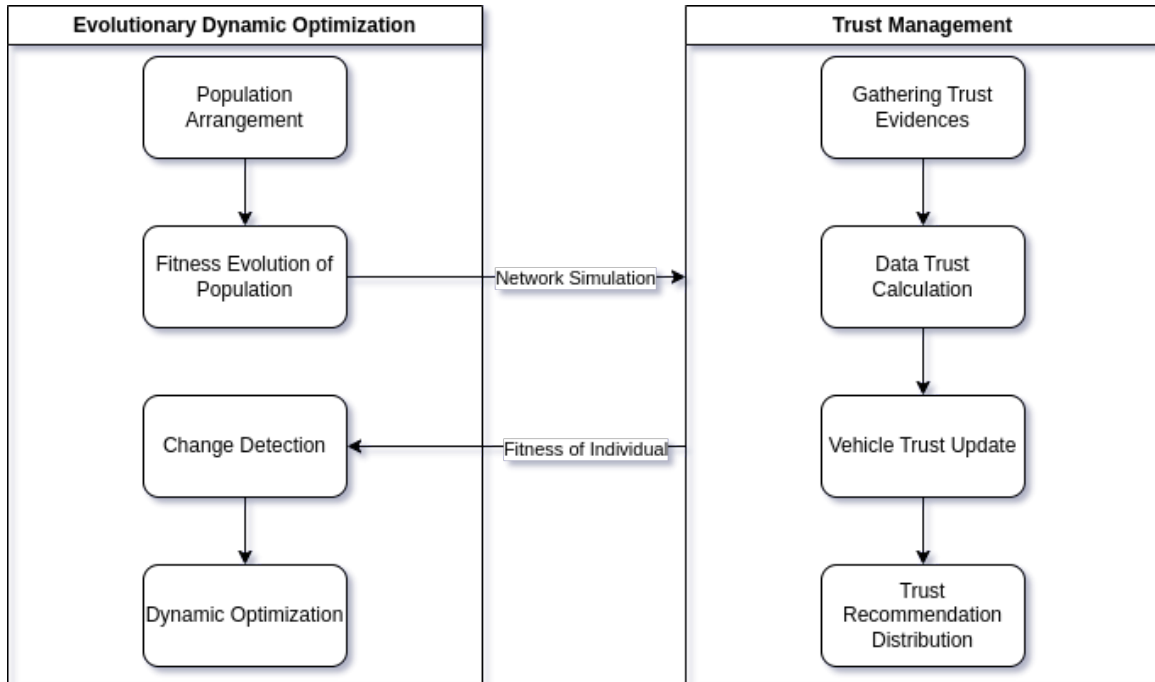 Evolutionary Dynamic Optimization
Population
Arrangement
Fitness Evolution of
Population
Change Detection
Dynamic Optimization
Network Simulation
Fitness of Individual
Trust Management
Gathering Trust
Evidences
Data Trust
Calculation
Vehicle Trust Update
Trust
Recommendation
Distribution